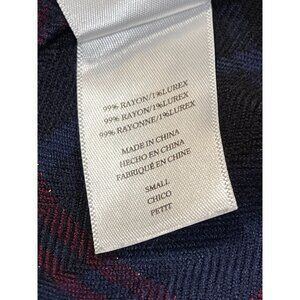 99% RAYON/1%LUREX
99% RAYON/1%LUREX
99% RAYONNE/1%LUREX
MADE IN CHINA
HECHO EN CHINA
FABRIQUÉ EN CHINE
SMALL
CHICO
PETIT